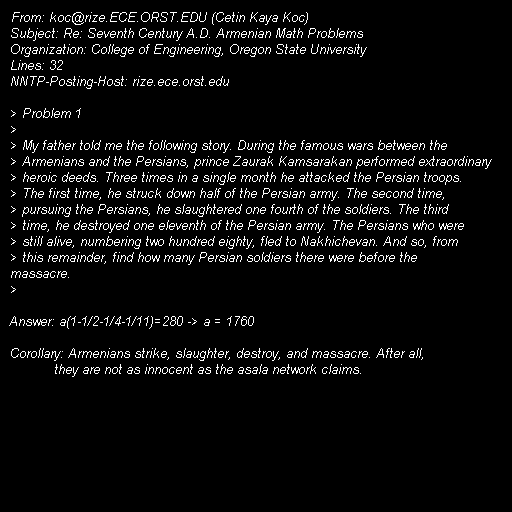 From: koc@rize.ECE.ORST.EDU (Cetin Kaya Koc)
Subject: Re: Seventh Century A.D. Armenian Math Problems
Organization: College of Engineering, Oregon State University
Lines: 32
NNTP-Posting-Host: rize.ece.orst.edu

> Problem 1
>
> My father told me the following story. During the famous wars between the
> Armenians and the Persians, prince Zaurak Kamsarakan performed extraordinary
> heroic deeds. Three times in a single month he attacked the Persian troops.
> The first time, he struck down half of the Persian army. The second time,
> pursuing the Persians, he slaughtered one fourth of the soldiers. The third
> time, he destroyed one eleventh of the Persian army. The Persians who were
> still alive, numbering two hundred eighty, fled to Nakhichevan. And so, from
> this remainder, find how many Persian soldiers there were before the
massacre.
>

Answer: a(1-1/2-1/4-1/11)=280 -> a = 1760

Corollary: Armenians strike, slaughter, destroy, and massacre. After all,
they are not as innocent as the asala network claims.